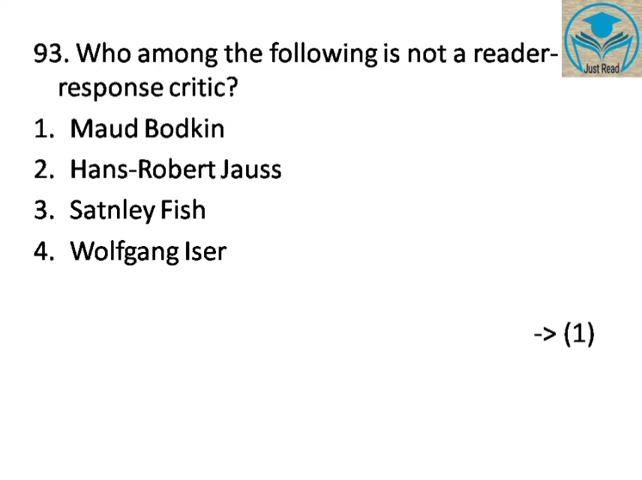 93. Who among the following is not a reader-
response critic?
1. Maud Bodkin
2. Hans-Robert Jauss
3. Satnley Fish
4. Wolfgang Iser
-> (1)
Just Read